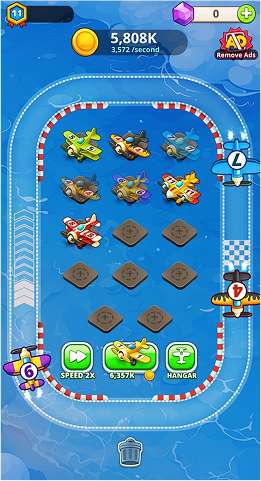 11
5,808K
3,572 /second
0
AD
Remove Ads
7
4
6
SPEED 2X
6,357K
HANGAR